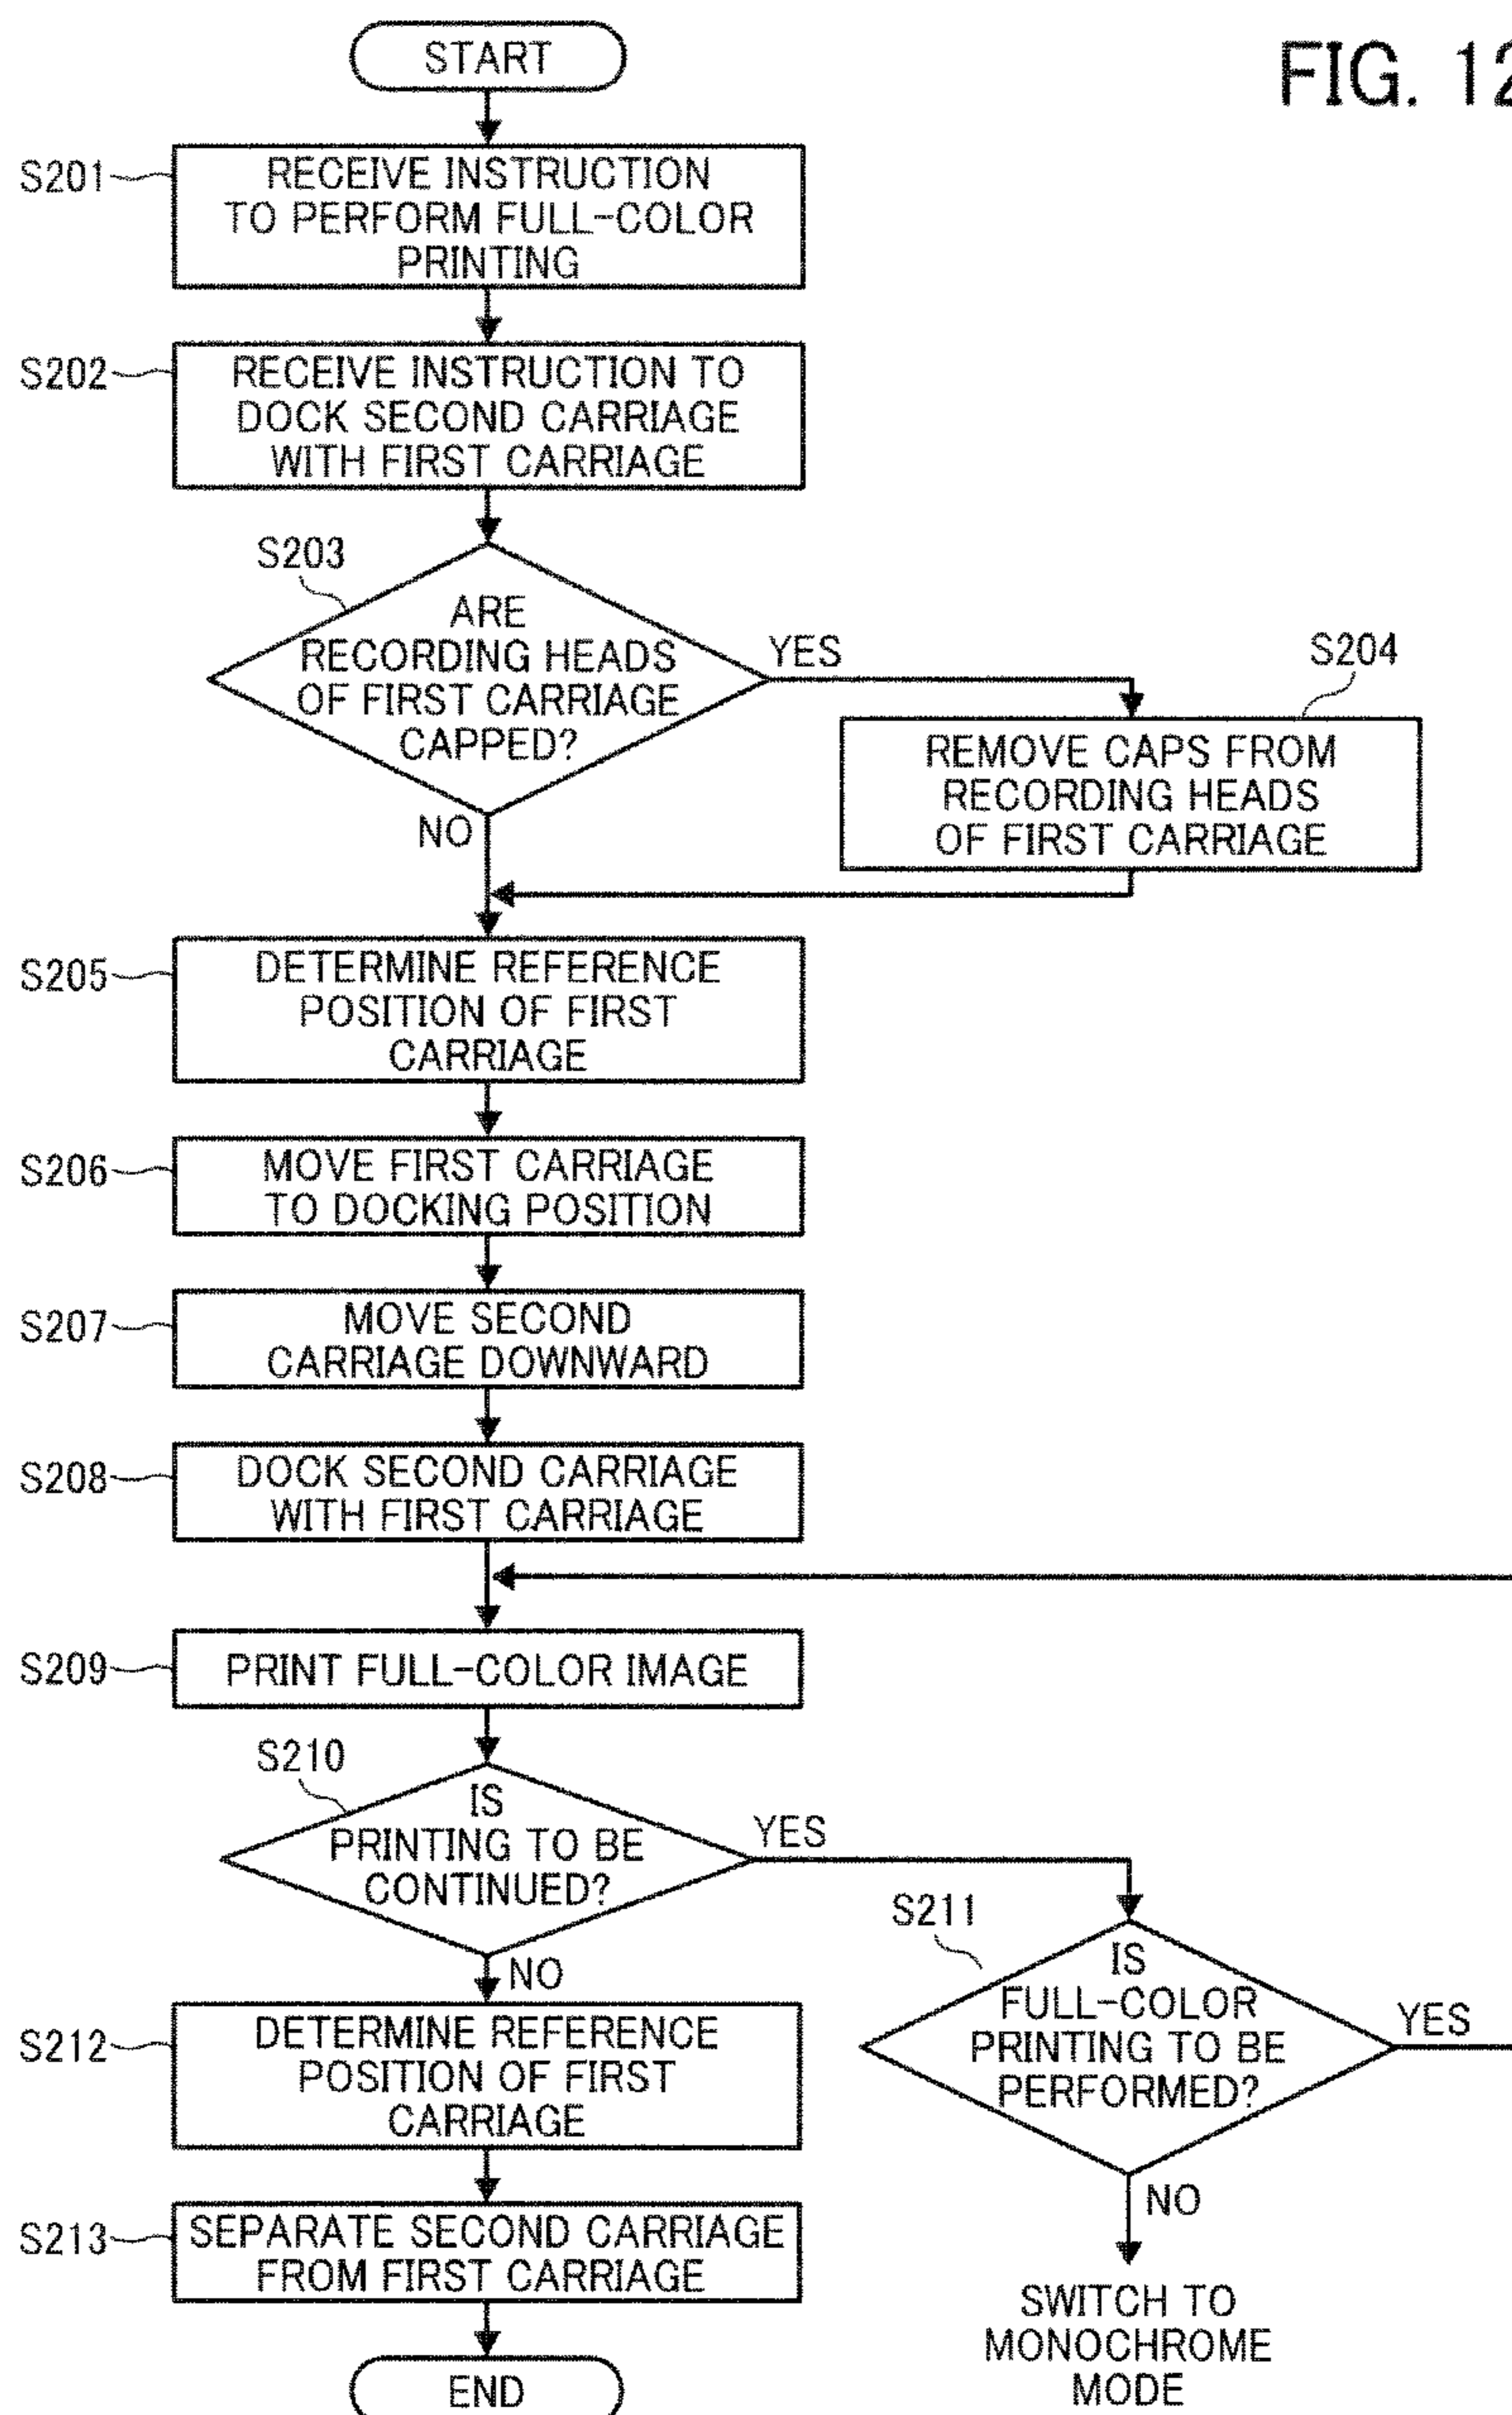 FIG. 12
START
S201
RECEIVE INSTRUCTION
TO PERFORM FULL-COLOR
PRINTING
S202
RECEIVE INSTRUCTION TO
DOCK SECOND CARRIAGE
WITH FIRST CARRIAGE
S203
ARE
RECORDING HEADS
OF FIRST CARRIAGE
CAPPED?
YES
NO
S204
REMOVE CAPS FROM
RECORDING HEADS
OF FIRST CARRIAGE
S205
DETERMINE REFERENCE
POSITION OF FIRST
CARRIAGE
S206
MOVE FIRST CARRIAGE
TO DOCKING POSITION
S207
MOVE SECOND
CARRIAGE DOWNWARD
S208
DOCK SECOND CARRIAGE
WITH FIRST CARRIAGE
S209
PRINT FULL-COLOR IMAGE
S210
IS
PRINTING TO BE
CONTINUED?
YES
NO
S211
IS
FULL-COLOR
PRINTING TO BE
PERFORMED?
YES
NO
SWITCH TO
MONOCHROME
MODE
S212
DETERMINE REFERENCE
POSITION OF FIRST
CARRIAGE
S213
SEPARATE SECOND CARRIAGE
FROM FIRST CARRIAGE
END